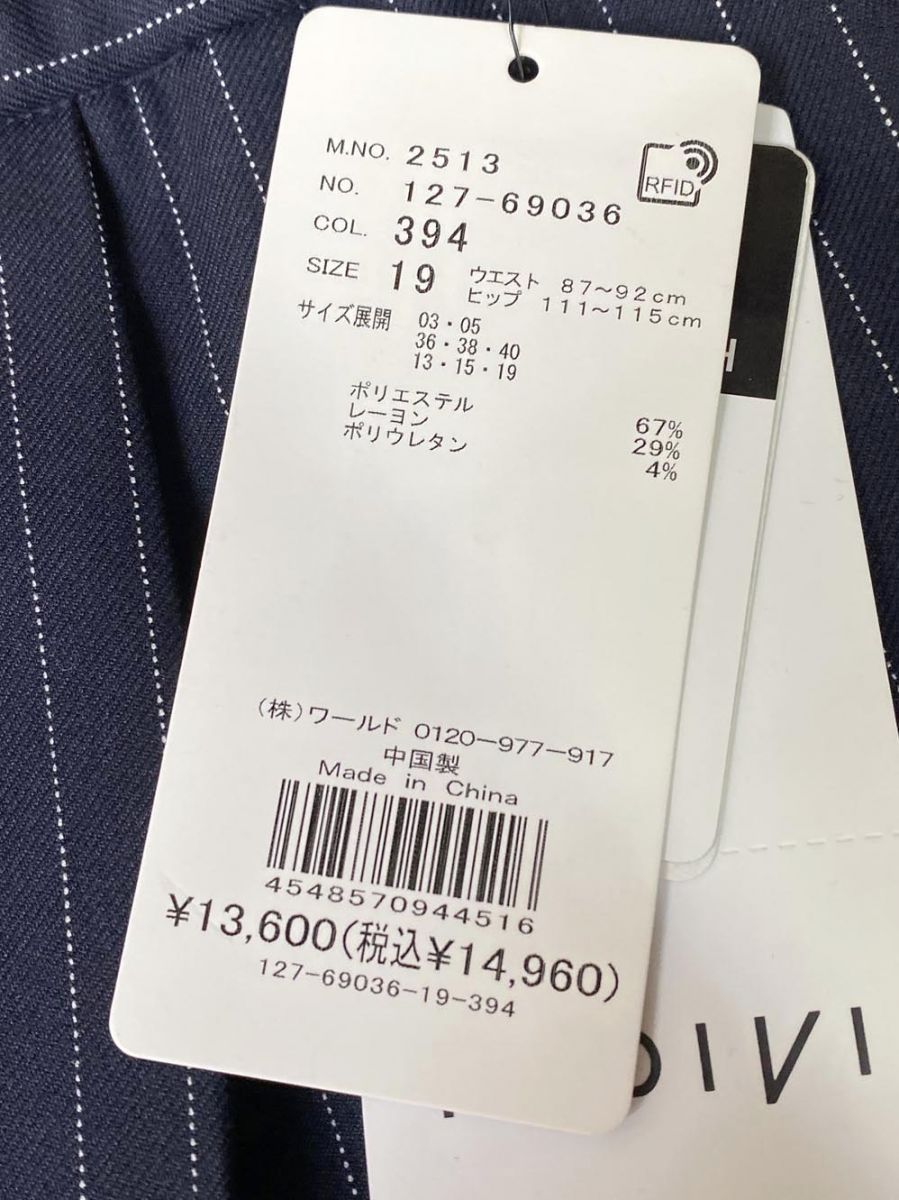 M.NO. 2513
RFID
NO. 127-69036
COL. 394
SIZE 19 ウエスト 87〜92cm
ヒップ 111〜115cm
サイズ展開 03・05
36・38・40
13・15・19
ポリエステル 67%
レーヨン 29%
ポリウレタン 4%
(株)ワールド 0120-977-917
中国製
Made in China
4548570944516
¥13,600(税込¥14,960)
127-69036-19-394
H